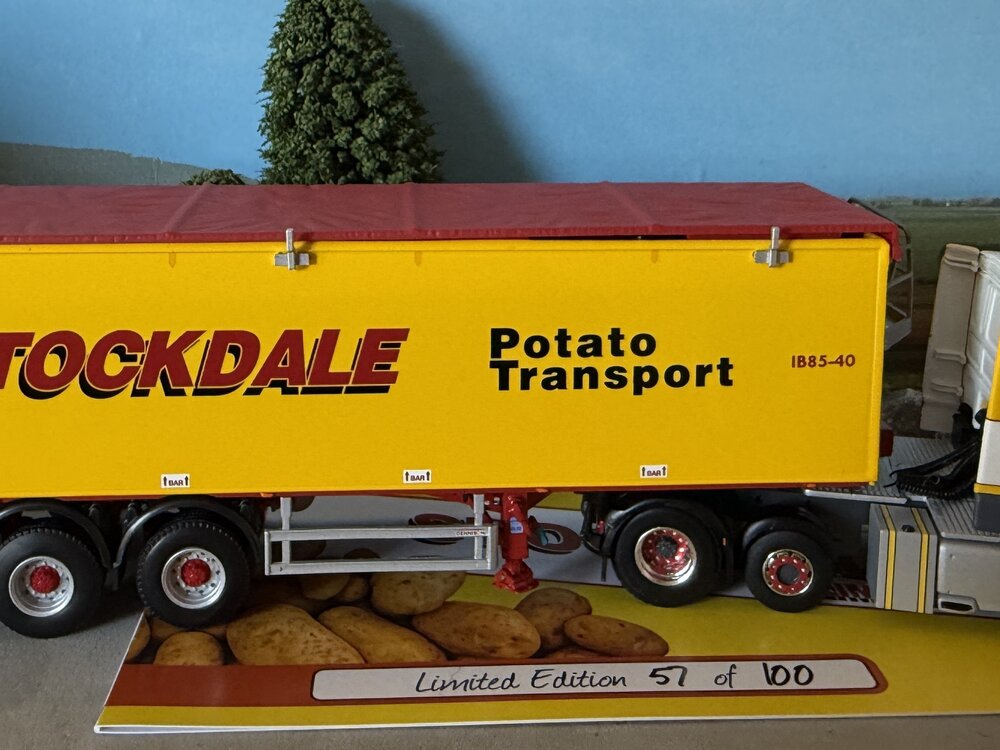 TOCKDALE
Potato
Transport
IB85-40
BAR
BAR
BAR
Limited Edition 57 of 100